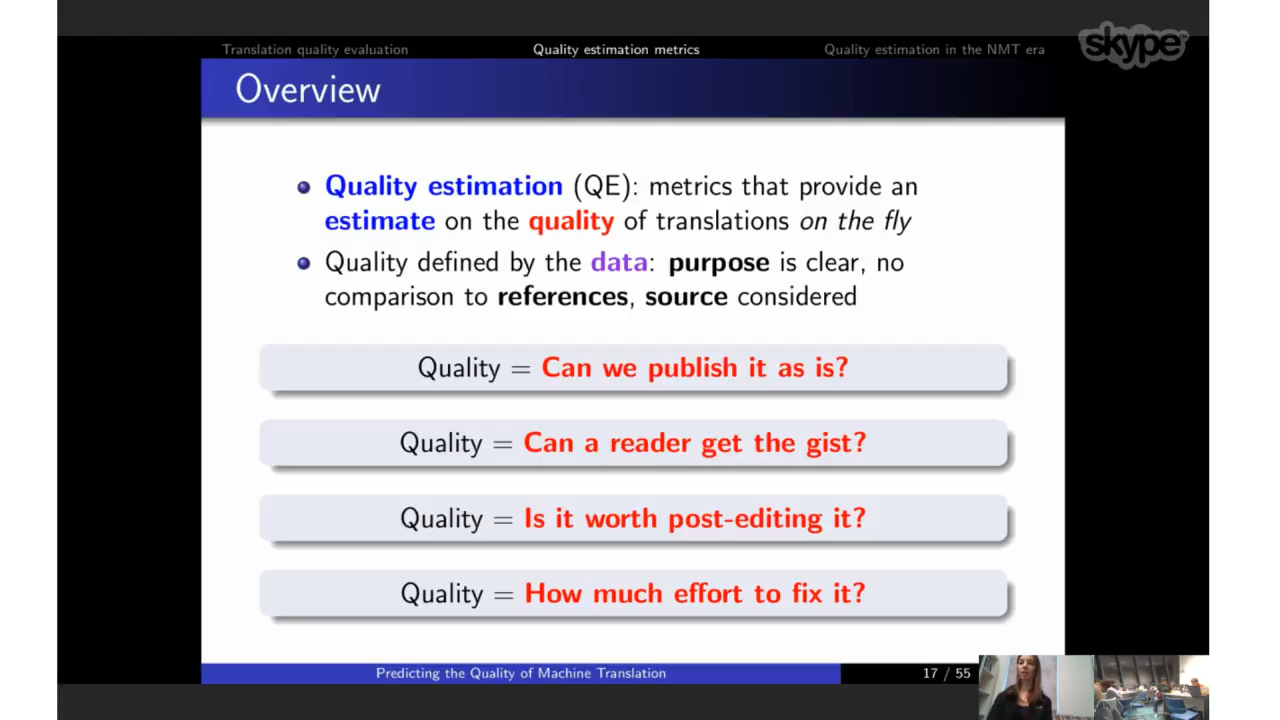 Translation quality evaluation
Quality estimation metrics
Quality estimation in the NMT era
skype™
Overview
Quality estimation (QE): metrics that provide an
estimate on the quality of translations on the fly
Quality defined by the data: purpose is clear, no
comparison to references, source considered
Quality = Can we publish it as is?
Quality = Can a reader get the gist?
Quality = Is it worth post-editing it?
Quality = How much effort to fix it?
Predicting the Quality of Machine Translation
17 / 55